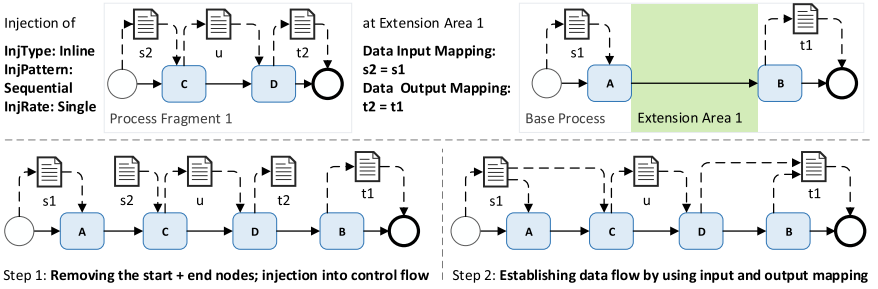 Injection of
InjType: Inline
InjPattern:
Sequential
InjRate: Single
s2
u
t2
C
D
Process Fragment 1
at Extension Area 1
Data Input Mapping:
s2 = s1
Data Output Mapping:
t2 = t1
s1
t1
A
B
Base Process
Extension Area 1
s1
s2
u
t2
t1
A
C
D
B
Step 1: Removing the start + end nodes; injection into control flow
s1
u
t1
A
C
D
B
Step 2: Establishing data flow by using input and output mapping